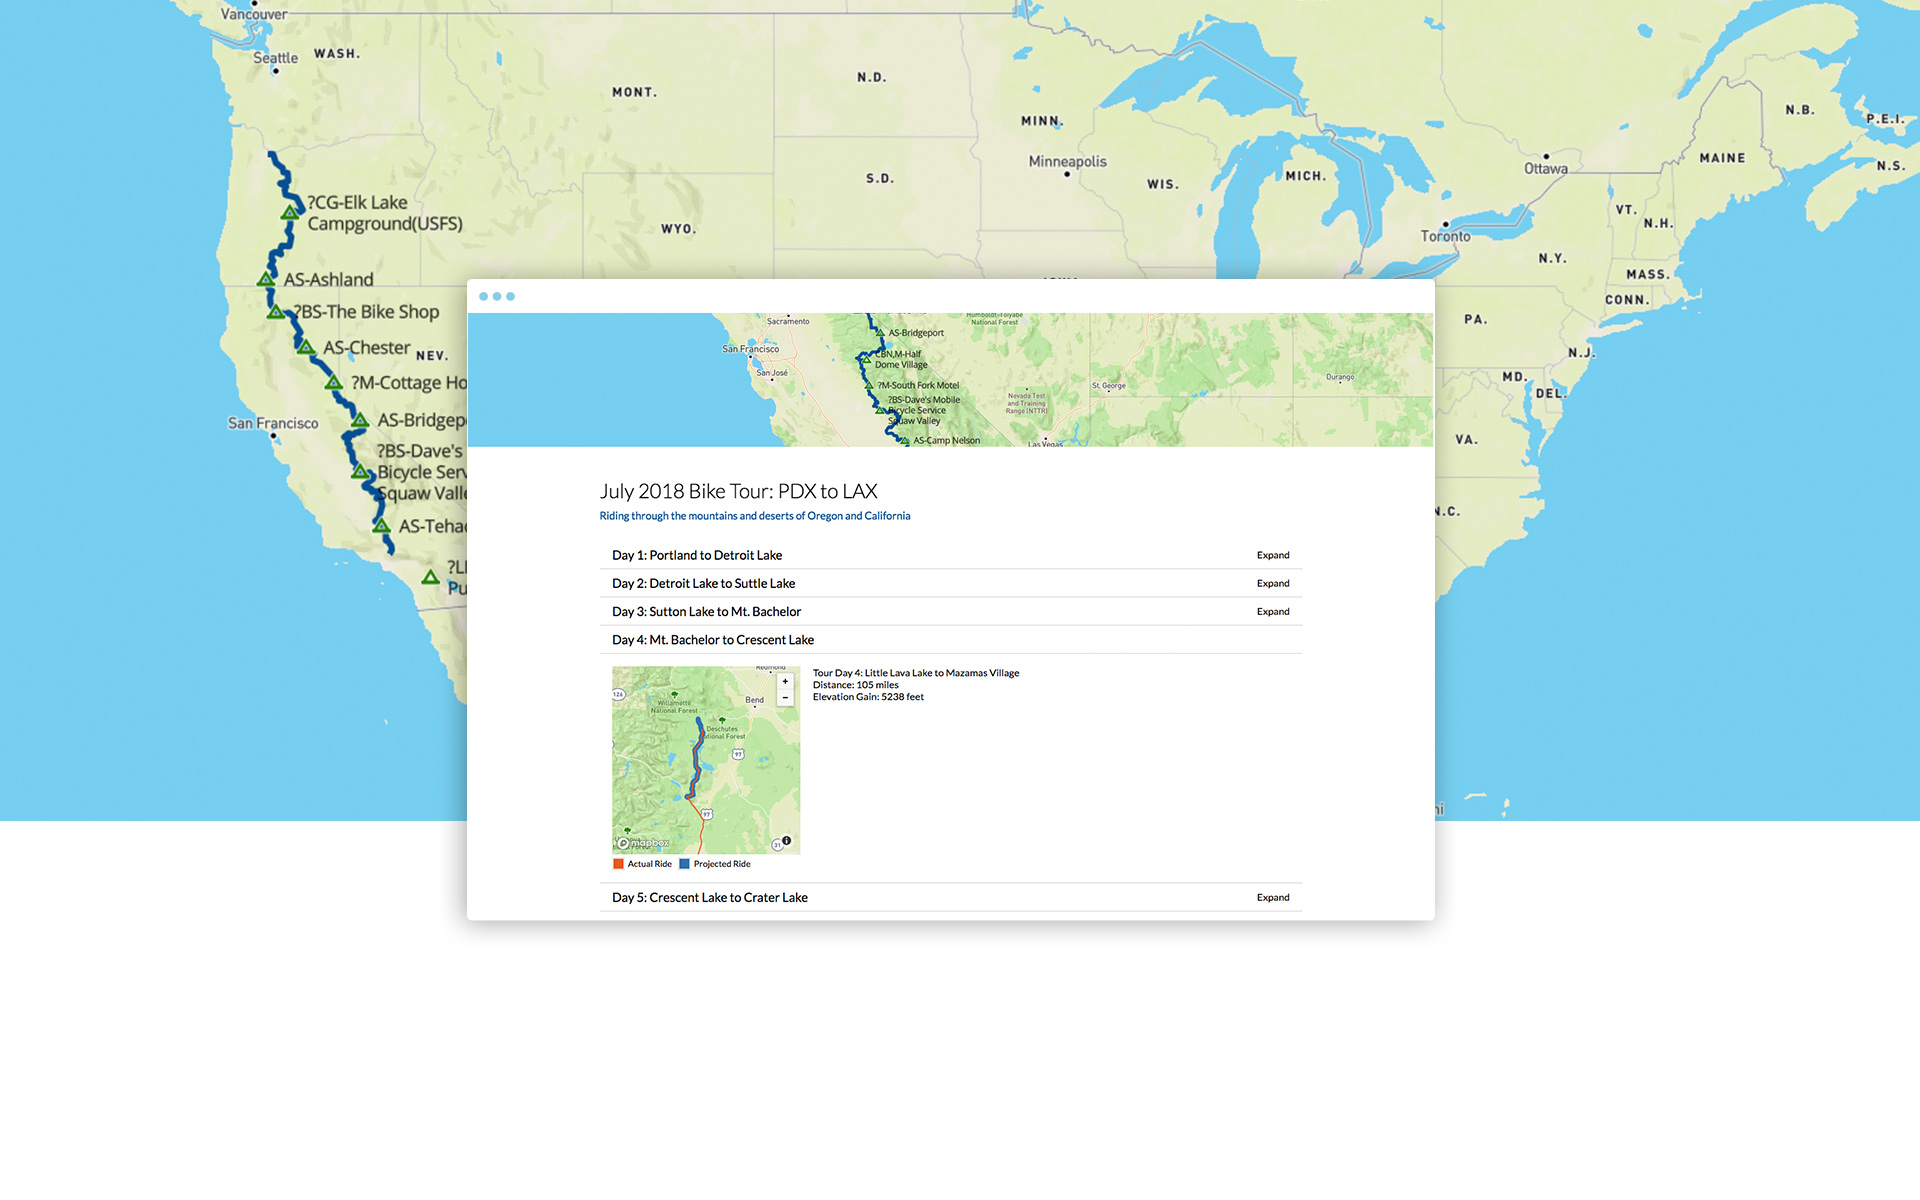 Vancouver
Seattle
WASH.
MONT.
N.D.
MINN.
Minneapolis
S.D.
WIS.
MICH.
WYO.
Ottawa
Toronto
MAINE
N.B.
P.E.I.
N.S.
VT.
N.H.
N.Y.
MASS.
CONN.
PA.
N.J.
MD.
DEL.
VA.
N.C.
?CG-Elk Lake
Campground(USFS)
AS-Ashland
?BS-The Bike Shop
AS-Chester
NEV.
?M-Cottage Ho
San Francisco
AS-Bridgep
?BS-Dave's
Bicycle Serv
Squaw Valle
AS-Tehac
?L
Pu
Sacramento
San Francisco
San José
Humboldt-Toiyabe
National Forest
AS-Bridgeport
CBN,M-Half
Dome Village
?M-South Fork Motel
?BS-Dave's Mobile
Bicycle Service
Squaw Valley
AS-Camp Nelson
Nevada Test
and Training
Range (NTTR)
St. George
Las Vegas
Durango
July 2018 Bike Tour: PDX to LAX
Riding through the mountains and deserts of Oregon and California
Day 1: Portland to Detroit Lake Expand
Day 2: Detroit Lake to Suttle Lake Expand
Day 3: Sutton Lake to Mt. Bachelor Expand
Day 4: Mt. Bachelor to Crescent Lake
Redmond
+
−
126
Willamette
National Forest
Bend
Deschutes
National Forest
97
97
31
mapbox
Tour Day 4: Little Lava Lake to Mazamas Village
Distance: 105 miles
Elevation Gain: 5238 feet
Actual Ride Projected Ride
Day 5: Crescent Lake to Crater Lake Expand